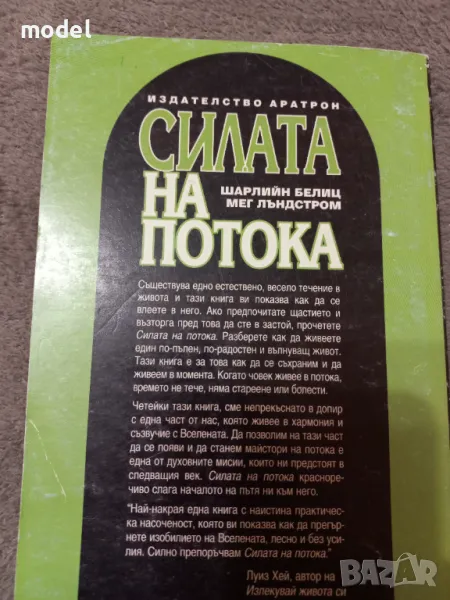 model
ИЗДАТЕЛСТВО АРАТРОН
СИЛАТА
НА
ШАРЛИЙН БЕЛИЦ
МЕГ ЛЪНДСТРОМ
ПОТОКА
Съществува едно естествено, весело течение в
живота и тази книга ви показва как да се
влеете в него. Ако предпочитате щастието и
възторга пред това да сте в застой, прочетете
Силата на потока. Разберете как да живеете
един по-пълен, по-радостен и вълнуващ живот.
Тази книга е за това как да се съхраним и да
живеем в момента. Когато човек живее в потока,
времето не тече, няма стареене или болести.
Четейки тази книга, сме непрекъснато в допир
с една част от нас, която живее в хармония и
съзвучие с Вселената. Да позволим на тази част
да се появи и да станем майстори на потока е
една от духовните мисии, които ни предстоят в
следващия век. Силата на потока красноре-
чиво слага началото на пътя ни към него.
"Най-накрая една книга с наистина практичес-
ка насоченост, която ви показва как да прегър-
нете изобилието на Вселената, лесно и без уси-
лия. Силно препоръчвам Силата на потока."
Луиз Хей, автор на
Излекувай живота си
BAZAR
bg